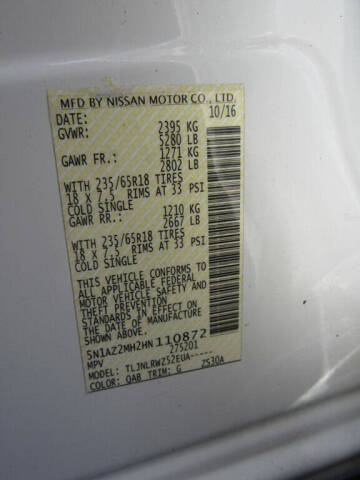 MFD BY NISSAN MOTOR CO., LTD.
DATE: 10/16
GVWR: 2395 KG
5280 LB
GAWR FR.: 1271 KG
2802 LB
WITH 235/65R18 TIRES
18 X 7.5 RIMS AT 33 PSI
COLD SINGLE
GAWR RR.: 1210 KG
2667 LB
WITH 235/65R18 TIRES
18 X 7.5 RIMS AT 33 PSI
COLD SINGLE
THIS VEHICLE CONFORMS TO
ALL APPLICABLE FEDERAL
MOTOR VEHICLE SAFETY AND
THEFT PREVENTION
STANDARDS IN EFFECT ON
THE DATE OF MANUFACTURE
SHOWN ABOVE.
5N1AZ2MH2HN110872
MPV 275201
MODEL: TLJNLRWZ52EUA-----
COLOR: QAB TRIM: G ZS30A